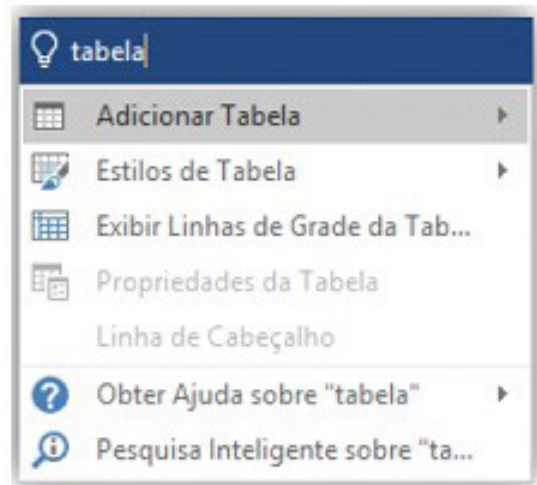 tabela
Adicionar Tabela
Estilos de Tabela
Exibir Linhas de Grade da Tab...
Propriedades da Tabela
Linha de Cabeçalho
Obter Ajuda sobre "tabela"
Pesquisa Inteligente sobre "ta...